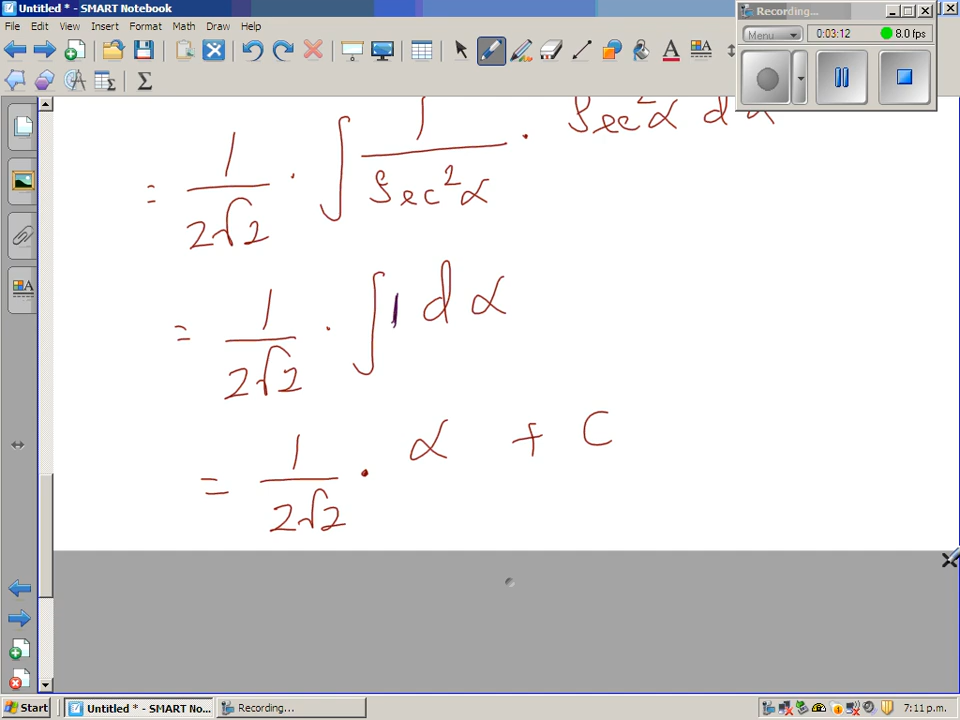 Untitled * - SMART Notebook
File Edit View Insert Format Math Draw Help
Recording...
Menu 0:03:12 8.0 fps
= 1/(2√2) · ∫ 1/(sec²α) · sec²α dα
= 1/(2√2) · ∫ 1 dα
= 1/(2√2) · α + C
Start Untitled * - SMART No... Recording... 7:11 p.m.